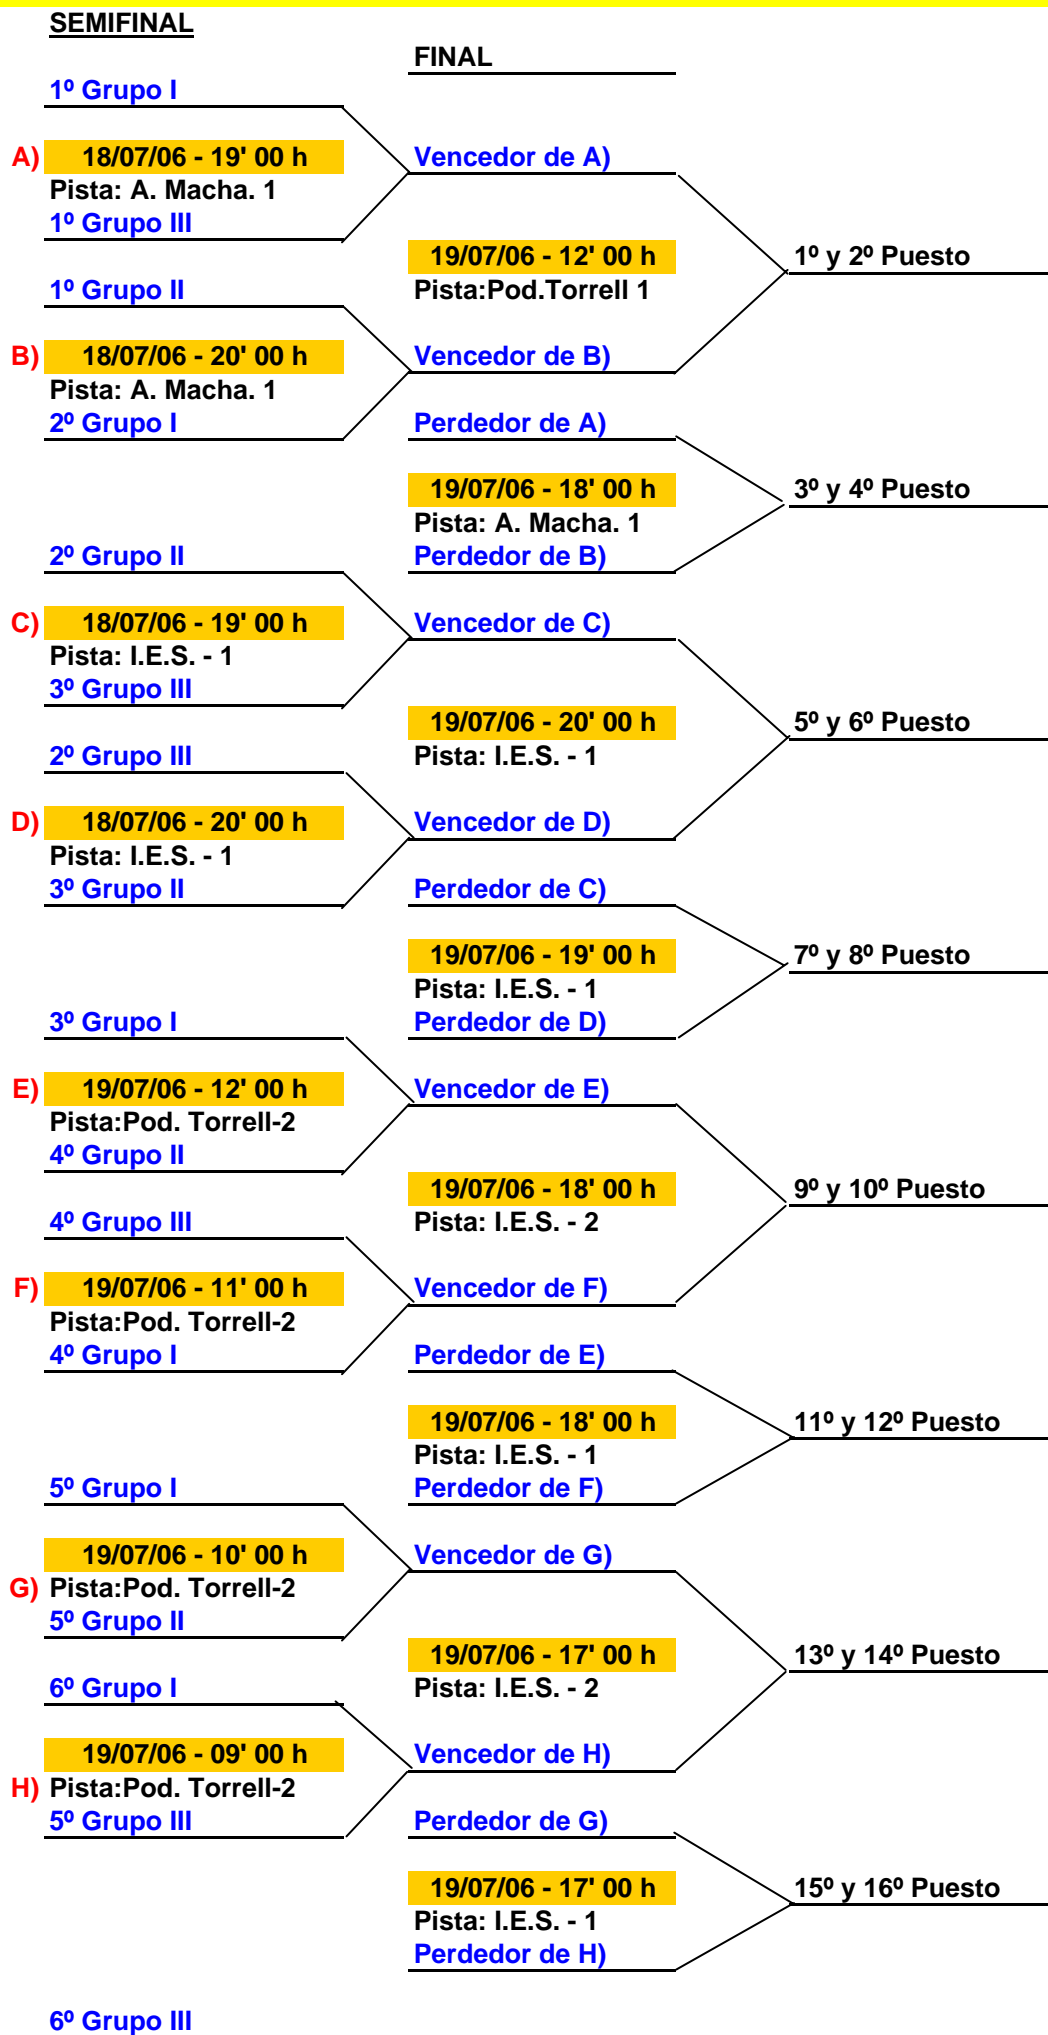 SEMIFINAL
FINAL
1º Grupo I
A) 18/07/06 - 19' 00 h Vencedor de A)
Pista: A. Macha. 1
1º Grupo III
19/07/06 - 12' 00 h 1º y 2º Puesto
1º Grupo II Pista:Pod.Torrell 1
B) 18/07/06 - 20' 00 h Vencedor de B)
Pista: A. Macha. 1
2º Grupo I Perdedor de A)
19/07/06 - 18' 00 h 3º y 4º Puesto
Pista: A. Macha. 1
2º Grupo II Perdedor de B)
C) 18/07/06 - 19' 00 h Vencedor de C)
Pista: I.E.S. - 1
3º Grupo III
19/07/06 - 20' 00 h 5º y 6º Puesto
2º Grupo III Pista: I.E.S. - 1
D) 18/07/06 - 20' 00 h Vencedor de D)
Pista: I.E.S. - 1
3º Grupo II Perdedor de C)
19/07/06 - 19' 00 h 7º y 8º Puesto
Pista: I.E.S. - 1
3º Grupo I Perdedor de D)
E) 19/07/06 - 12' 00 h Vencedor de E)
Pista:Pod. Torrell-2
4º Grupo II
19/07/06 - 18' 00 h 9º y 10º Puesto
4º Grupo III Pista: I.E.S. - 2
F) 19/07/06 - 11' 00 h Vencedor de F)
Pista:Pod. Torrell-2
4º Grupo I Perdedor de E)
19/07/06 - 18' 00 h 11º y 12º Puesto
Pista: I.E.S. - 1
5º Grupo I Perdedor de F)
19/07/06 - 10' 00 h Vencedor de G)
G) Pista:Pod. Torrell-2
5º Grupo II
19/07/06 - 17' 00 h 13º y 14º Puesto
6º Grupo I Pista: I.E.S. - 2
19/07/06 - 09' 00 h Vencedor de H)
H) Pista:Pod. Torrell-2
5º Grupo III Perdedor de G)
19/07/06 - 17' 00 h 15º y 16º Puesto
Pista: I.E.S. - 1
Perdedor de H)
6º Grupo III